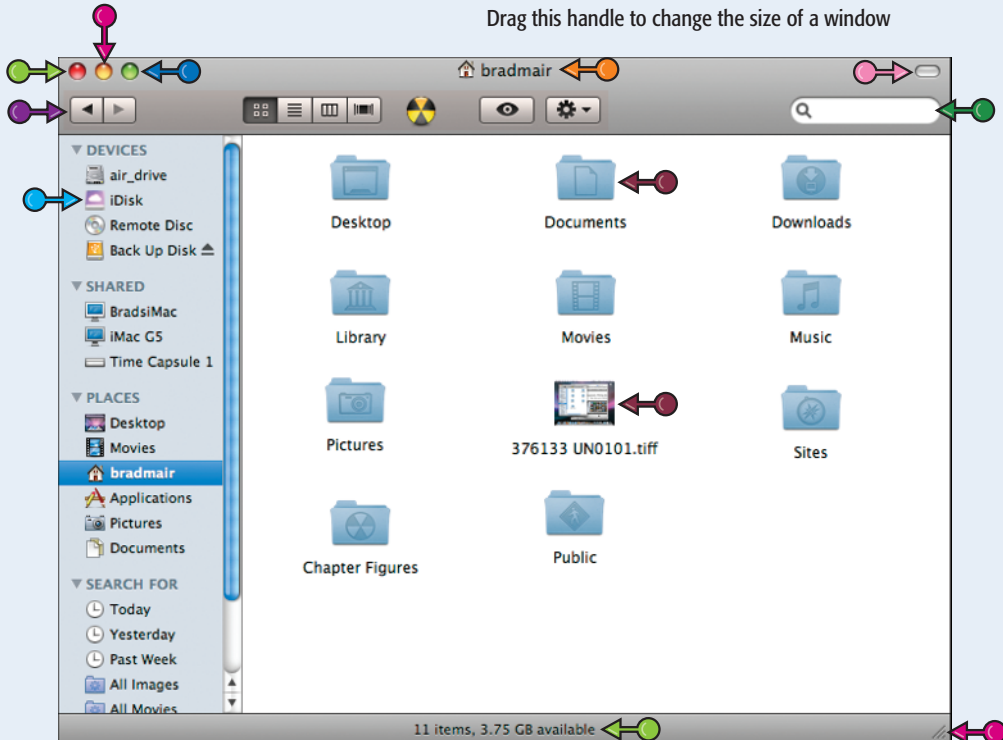 Drag this handle to change the size of a window
bradmair
DEVICES
air_drive
iDisk
Remote Disc
Back Up Disk
SHARED
BradsiMac
iMac G5
Time Capsule 1
PLACES
Desktop
Movies
bradmair
Applications
Pictures
Documents
SEARCH FOR
Today
Yesterday
Past Week
All Images
All Movies
Desktop
Documents
Downloads
Library
Movies
Music
Pictures
376133 UN0101.tiff
Sites
Chapter Figures
Public
11 items, 3.75 GB available